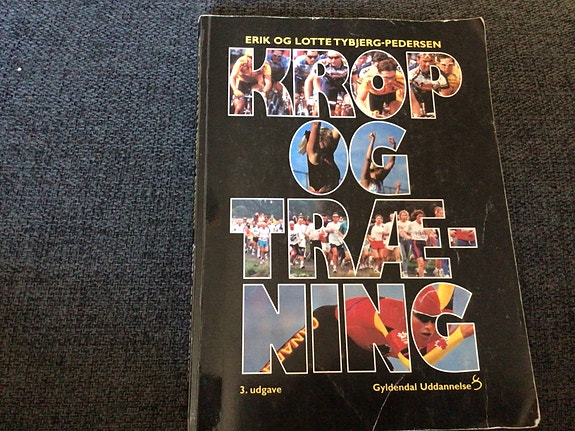 ERIK OG LOTTE TYBJERG-PEDERSEN
KROP
OG
TRÆ-
NING
3. udgave
Gyldendal Uddannelse